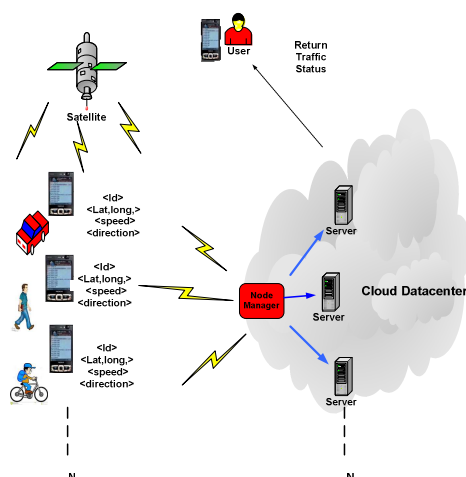 User
Return
Traffic
Status
Satellite
<Id>
<Lat,long,>
<speed>
<direction>
Server
<Id>
<Lat,long,>
<speed>
<direction>
Node
Manager
Cloud Datacenter
Server
<Id>
<Lat,long,>
<speed>
<direction>
Server
N
N